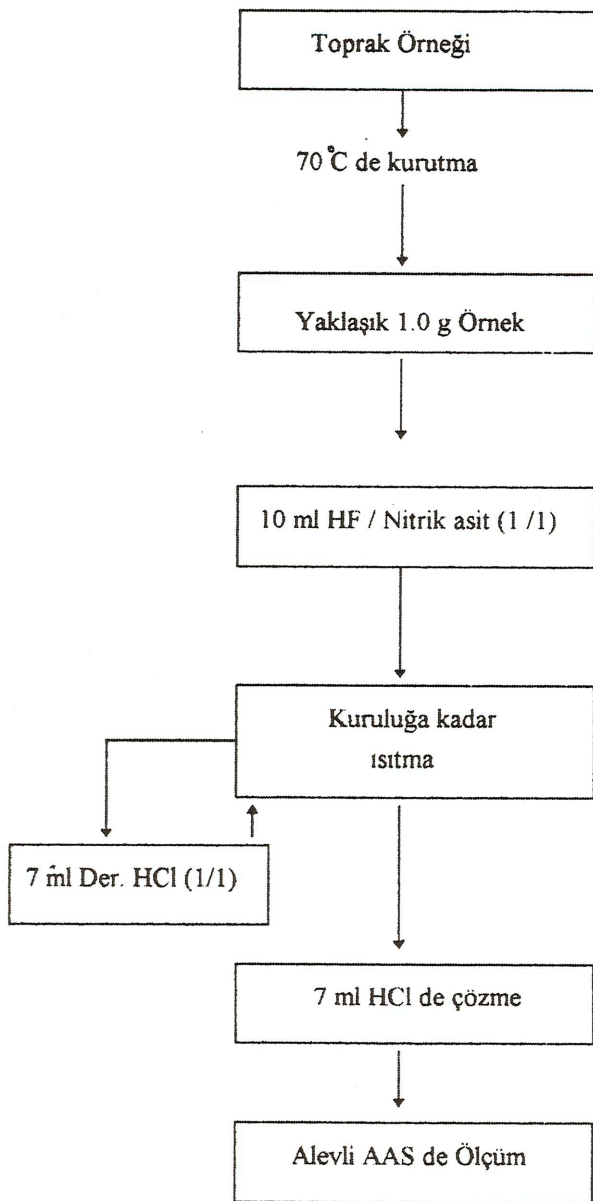 Toprak Örneği
70°C de kurutma
Yaklaşık 1.0 g Örnek
10 ml HF / Nitrik asit (1 /1)
Kuruluğa kadar
ısıtma
7 ml Der. HCl (1/1)
7 ml HCl de çözme
Alevli AAS de Ölçüm